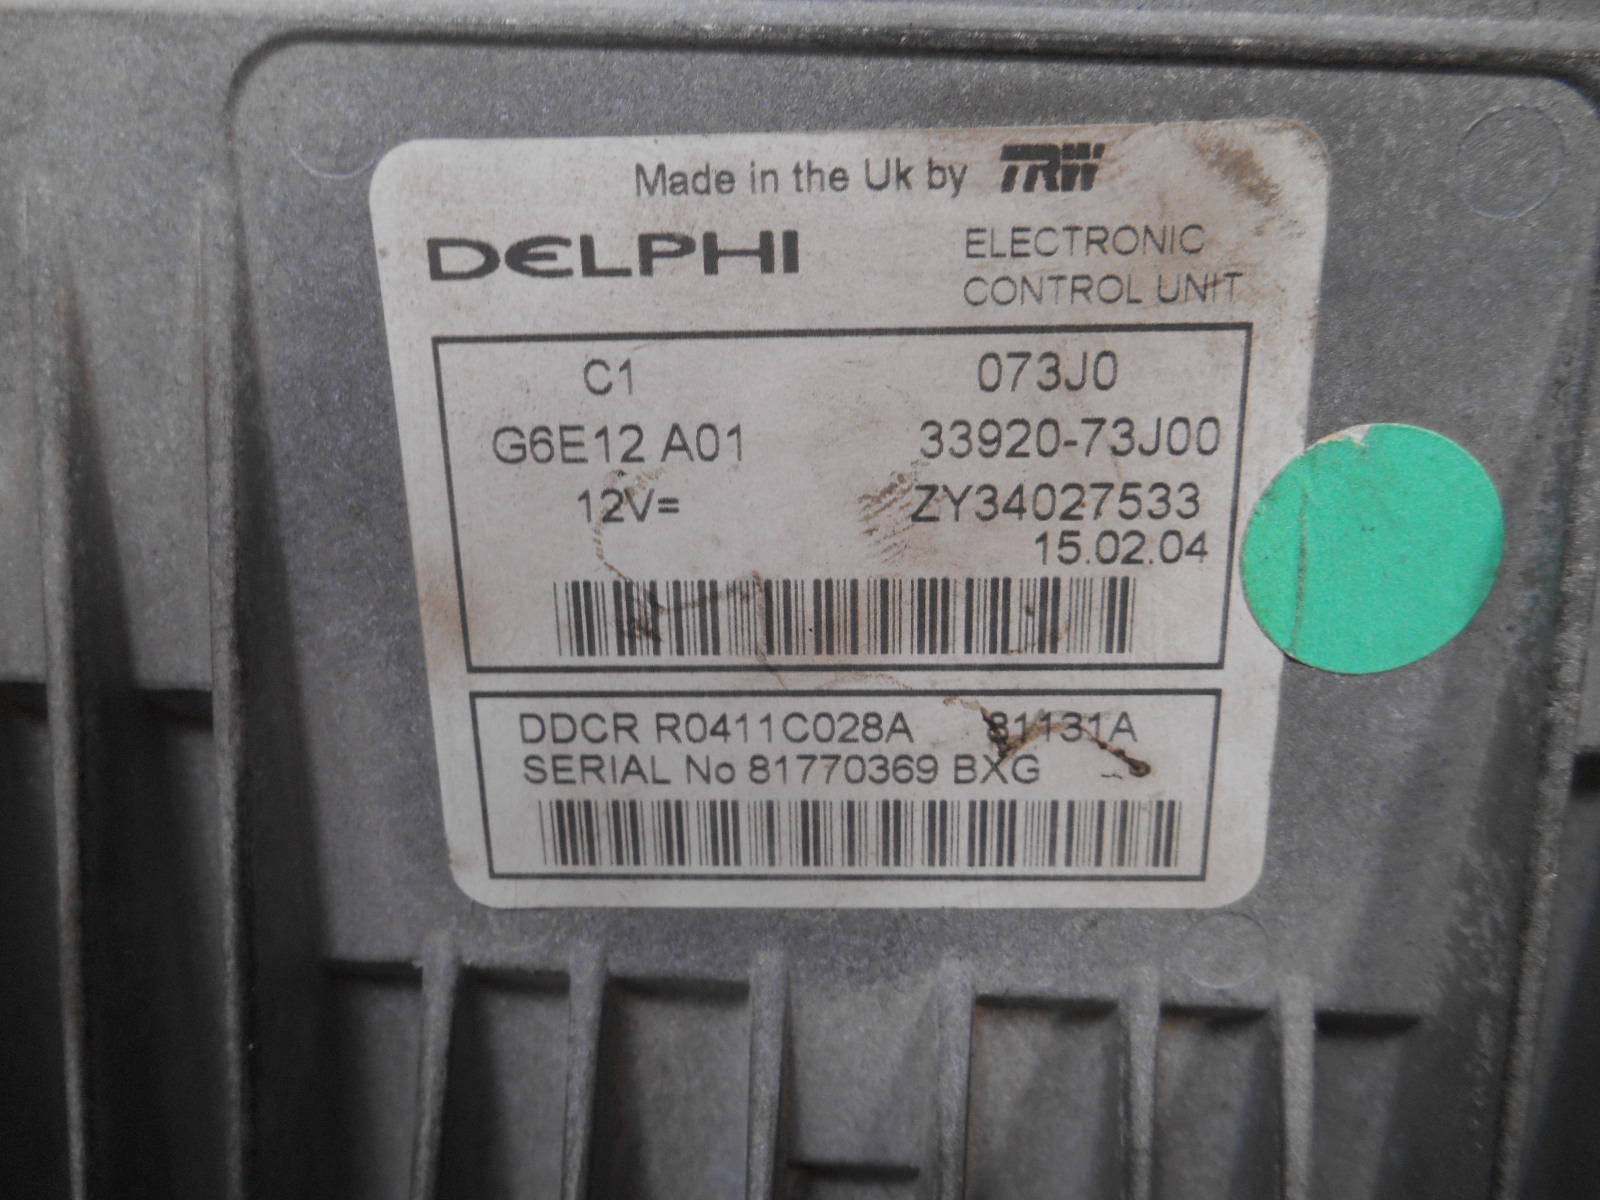 Made in the Uk by TRW
DELPHI
ELECTRONIC
CONTROL UNIT
C1 073J0
G6E12 A01 33920-73J00
12V= ZY34027533
15.02.04
DDCR R0411C028A 81131A
SERIAL No 81770369 BXG